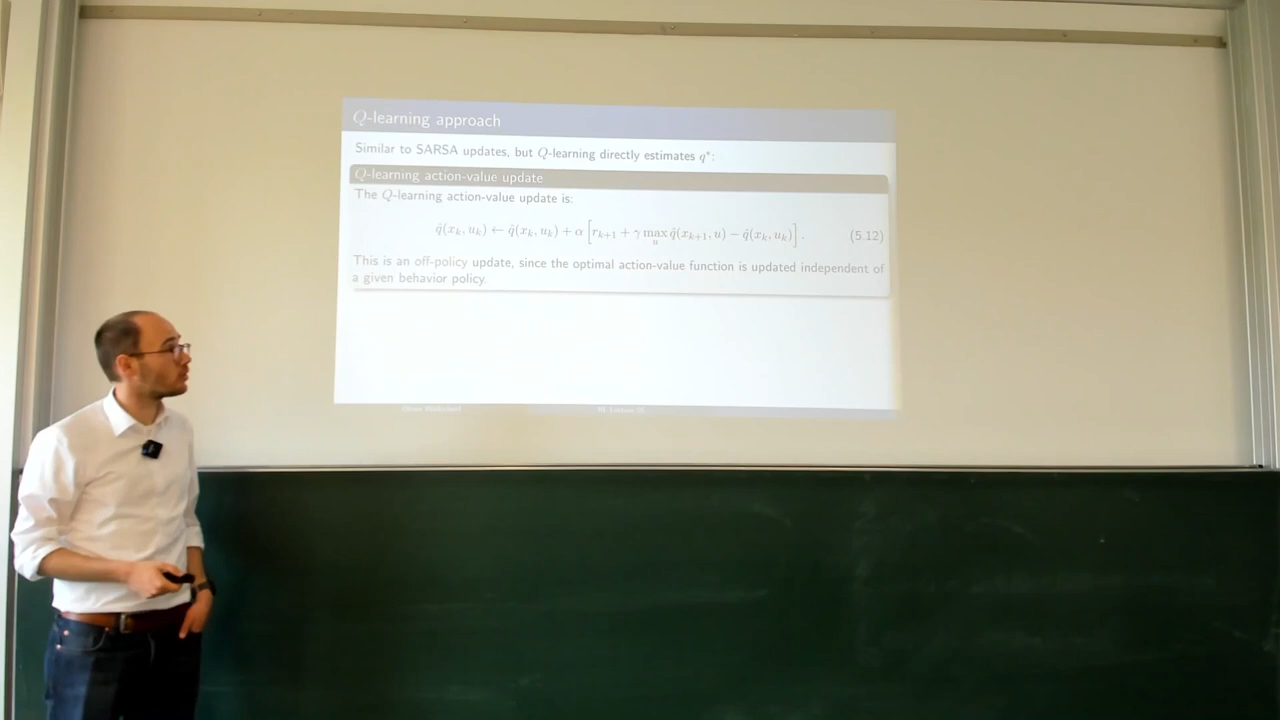 Q-learning approach
Similar to SARSA updates, but Q-learning directly estimates q*:
Q-learning action-value update
The Q-learning action-value update is:
q̂(x_k, u_k) ← q̂(x_k, u_k) + α [r_{k+1} + γ max_u q̂(x_{k+1}, u) − q̂(x_k, u_k)] . (5.12)
This is an off-policy update, since the optimal action-value function is updated independent of
a given behavior policy.